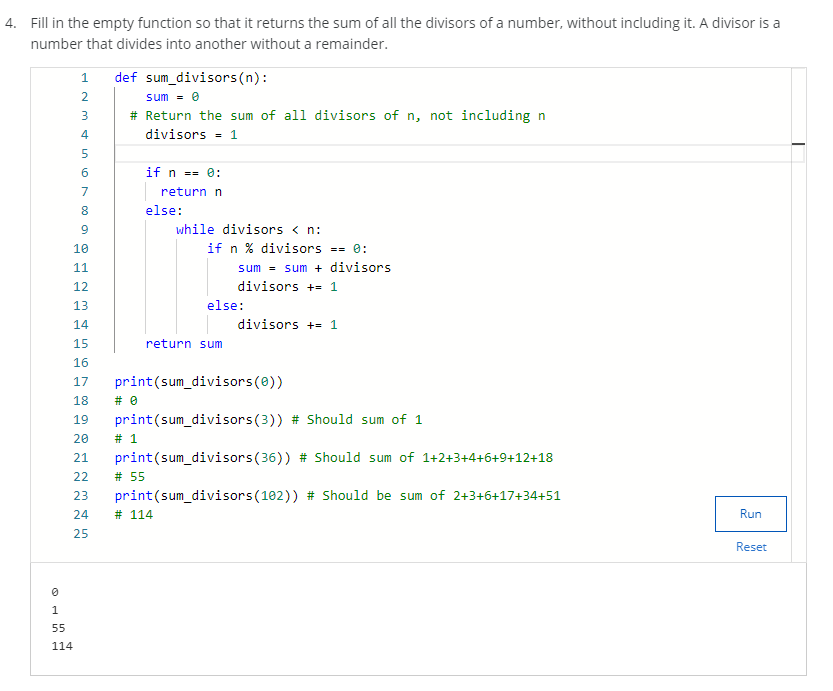 4. Fill in the empty function so that it returns the sum of all the divisors of a number, without including it. A divisor is a
number that divides into another without a remainder.
1 def sum_divisors(n):
2     sum = 0
3   # Return the sum of all divisors of n, not including n
4     divisors = 1
5
6     if n == 0:
7       return n
8     else:
9         while divisors < n:
10             if n % divisors == 0:
11                 sum = sum + divisors
12                 divisors += 1
13             else:
14                 divisors += 1
15     return sum
16
17 print(sum_divisors(0))
18 # 0
19 print(sum_divisors(3)) # Should sum of 1
20 # 1
21 print(sum_divisors(36)) # Should sum of 1+2+3+4+6+9+12+18
22 # 55
23 print(sum_divisors(102)) # Should be sum of 2+3+6+17+34+51
24 # 114
25
Run
Reset
0
1
55
114